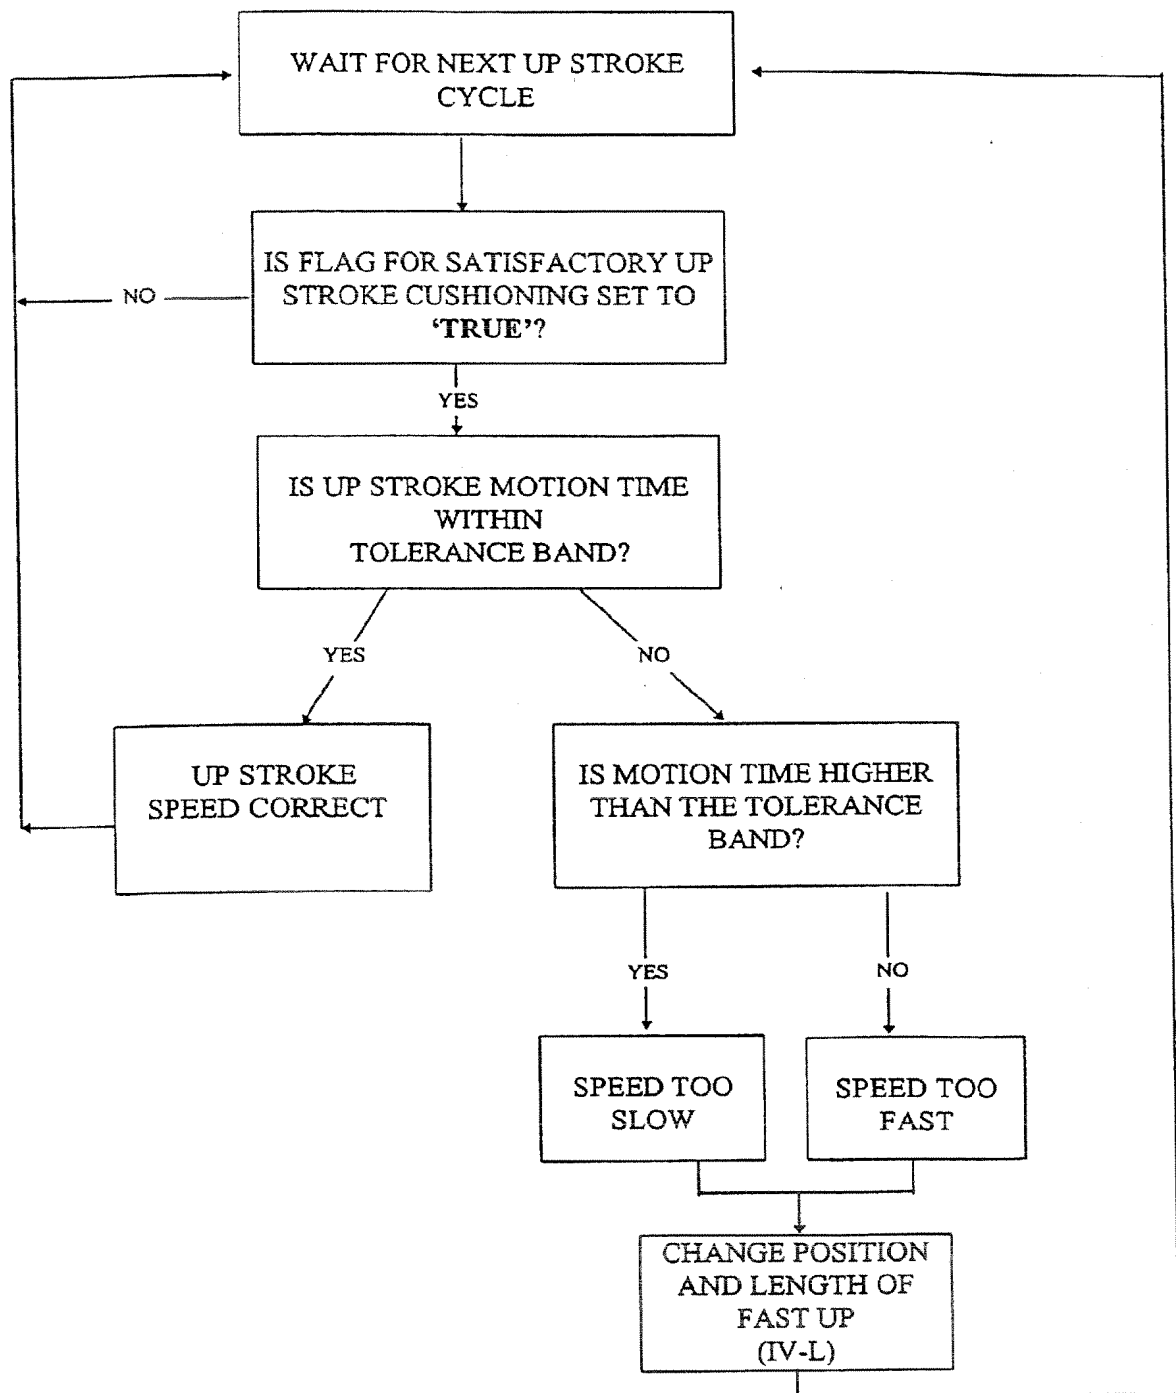 WAIT FOR NEXT UP STROKE
CYCLE
IS FLAG FOR SATISFACTORY UP
STROKE CUSHIONING SET TO
‘TRUE’?
NO
YES
IS UP STROKE MOTION TIME
WITHIN
TOLERANCE BAND?
YES
NO
UP STROKE
SPEED CORRECT
IS MOTION TIME HIGHER
THAN THE TOLERANCE
BAND?
YES
NO
SPEED TOO
SLOW
SPEED TOO
FAST
CHANGE POSITION
AND LENGTH OF
FAST UP
(IV-L)